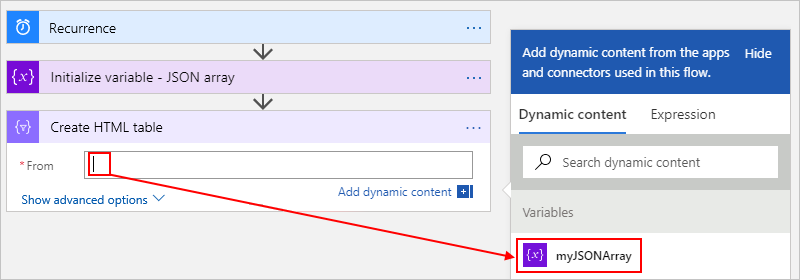 Recurrence
Initialize variable - JSON array
Create HTML table
* From
Add dynamic content
Show advanced options
Add dynamic content from the apps
and connectors used in this flow.
Hide
Dynamic content
Expression
Search dynamic content
Variables
{x} myJSONArray